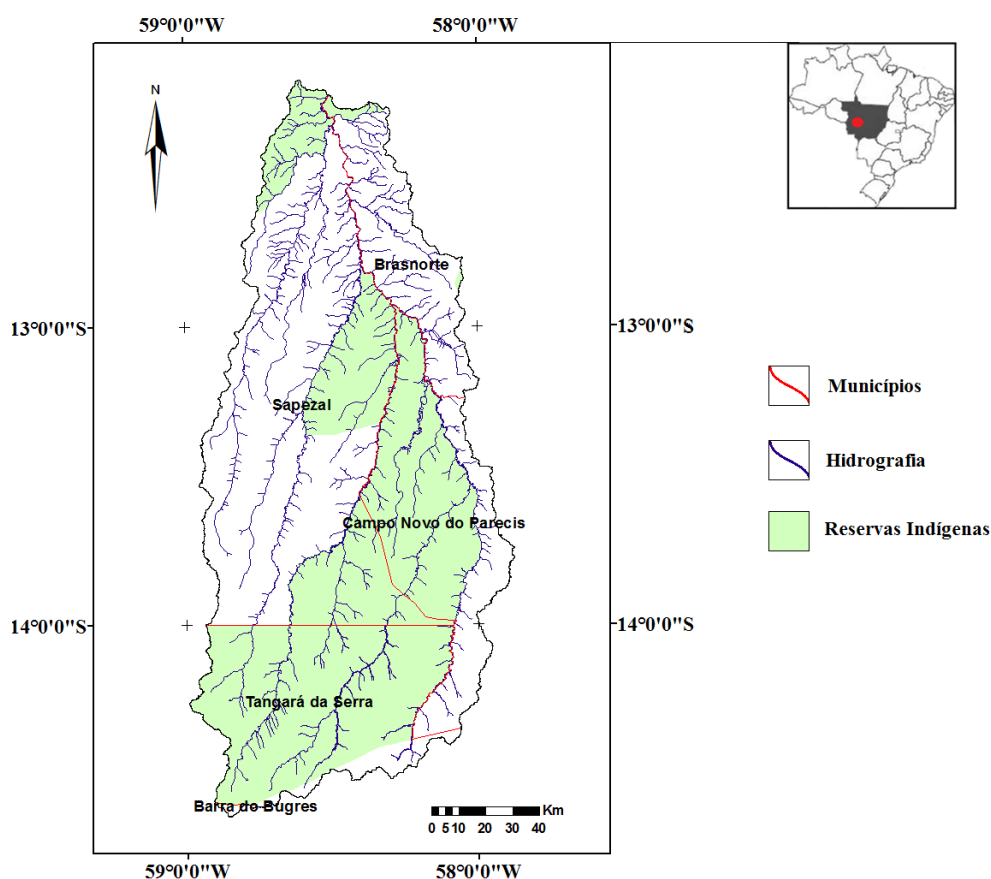 59°0'0"W
58°0'0"W
N
Brasnorte
13°0'0"S
13°0'0"S
Municípios
Sapezal
Hidrografia
Campo Novo do Parecis
Reservas Indígenas
14°0'0"S
14°0'0"S
Tangará da Serra
Barra do Bugres
Km
0 5 10 20 30 40
59°0'0"W
58°0'0"W